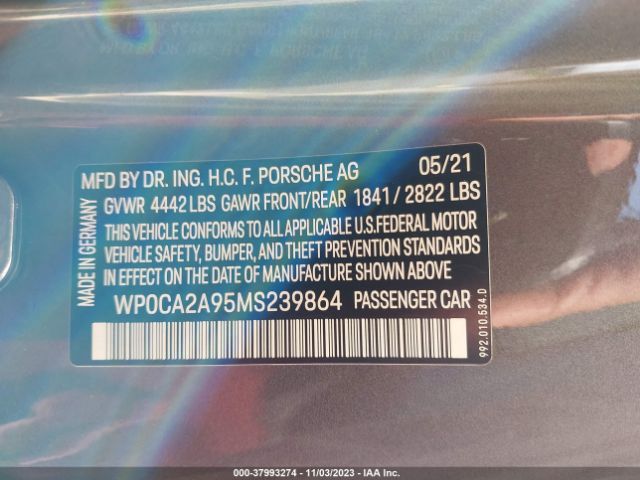 MFD BY DR. ING. H.C. F. PORSCHE AG 05/21
GVWR 4442 LBS GAWR FRONT/REAR 1841 / 2822 LBS
THIS VEHICLE CONFORMS TO ALL APPLICABLE U.S.FEDERAL MOTOR
VEHICLE SAFETY, BUMPER, AND THEFT PREVENTION STANDARDS
IN EFFECT ON THE DATE OF MANUFACTURE SHOWN ABOVE
WP0CA2A95MS239864 PASSENGER CAR
MADE IN GERMANY
992.010.534.D
000-37993274 - 11/03/2023 - IAA Inc.